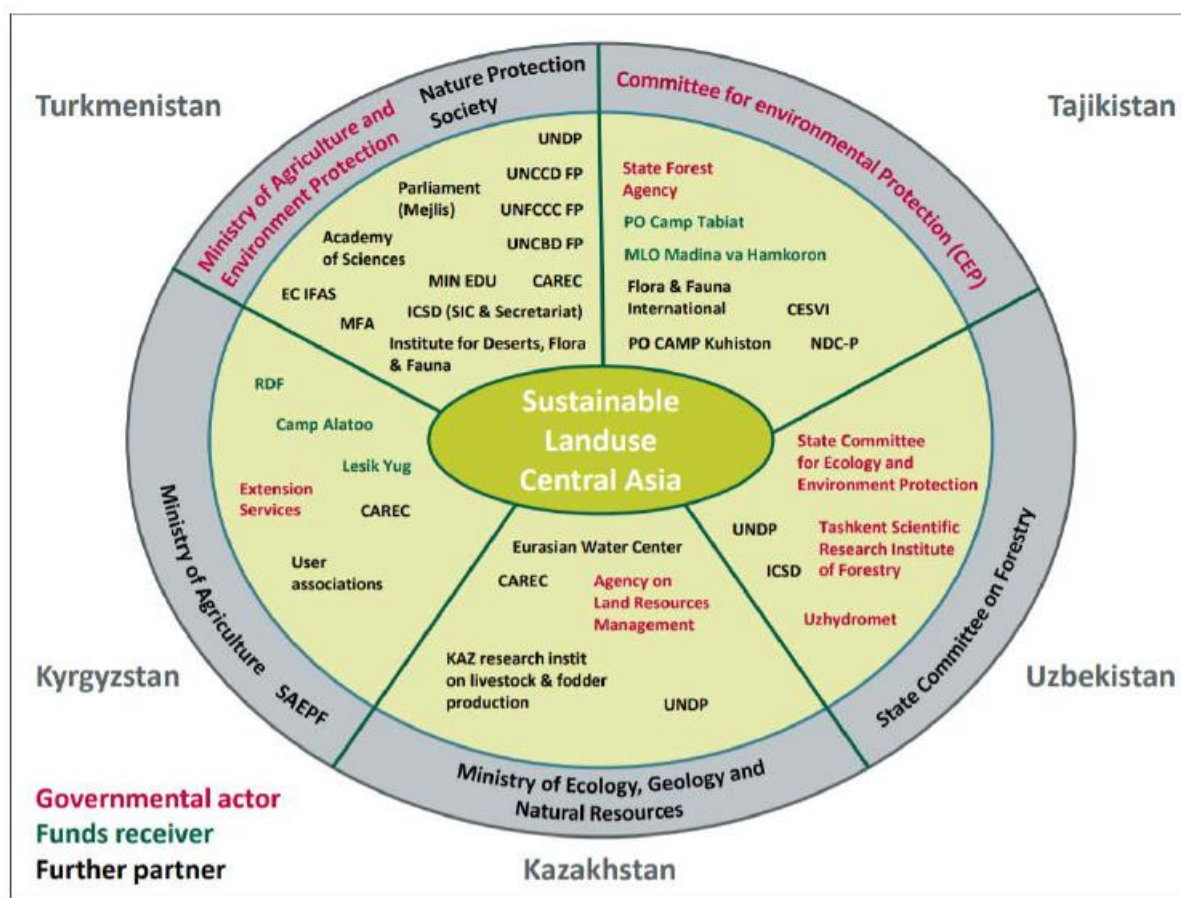 Turkmenistan
Tajikistan
Ministry of Agriculture and
Environment Protection
Nature Protection
Society
UNDP
UNCCD FP
Parliament
(Mejlis)
UNFCCC FP
Academy
of Sciences
UNCBD FP
MIN EDU
CAREC
EC IFAS
ICSD (SIC & Secretariat)
MFA
Institute for Deserts, Flora
& Fauna
Committee for environmental Protection (CEP)
State Forest
Agency
PO Camp Tabiat
MLO Madina va Hamkoron
Flora & Fauna
International
CESVI
PO CAMP Kuhiston
NDC-P
Sustainable
Landuse
Central Asia
RDF
Camp Alatoo
Lesik Yug
Extension
Services
CAREC
User
associations
Ministry of Agriculture
SAEPF
Kyrgyzstan
Eurasian Water Center
CAREC
Agency on
Land Resources
Management
KAZ research instit
on livestock & fodder
production
UNDP
Ministry of Ecology, Geology and
Natural Resources
Kazakhstan
State Committee
for Ecology and
Environment Protection
UNDP
Tashkent Scientific
Research Institute
of Forestry
ICSD
Uzhydromet
State Committee on Forestry
Uzbekistan
Governmental actor
Funds receiver
Further partner